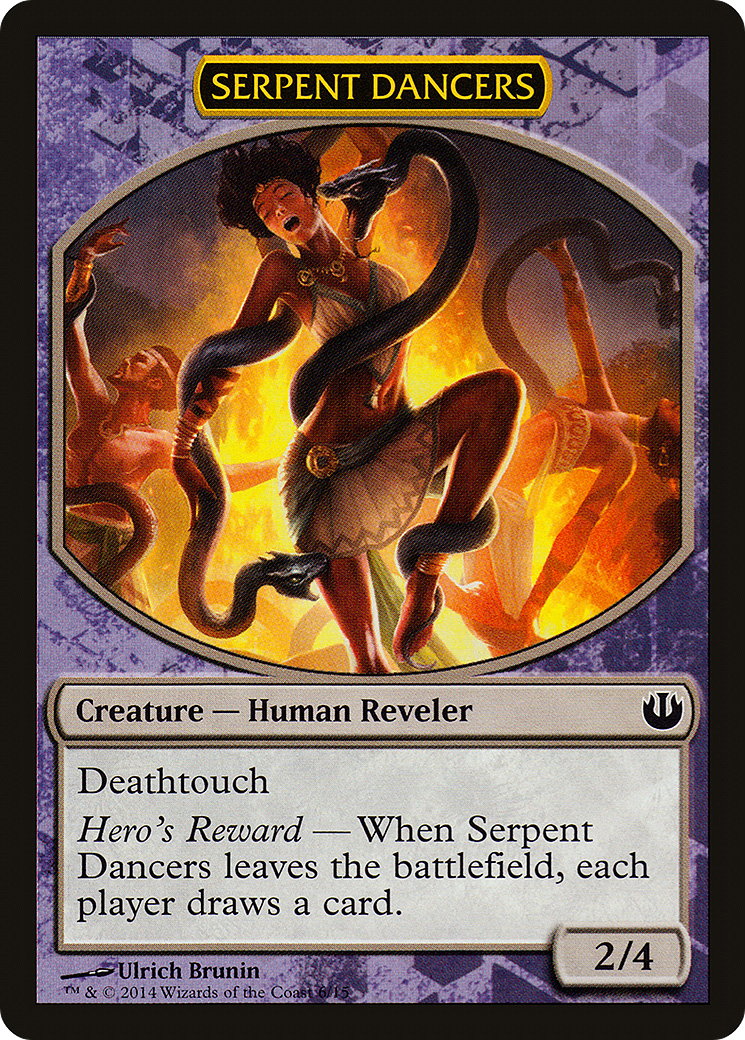 SERPENT DANCERS
Creature — Human Reveler
Deathtouch
Hero's Reward — When Serpent
Dancers leaves the battlefield, each
player draws a card.
2/4
Ulrich Brunin
™ & © 2014 Wizards of the Coast 6/15